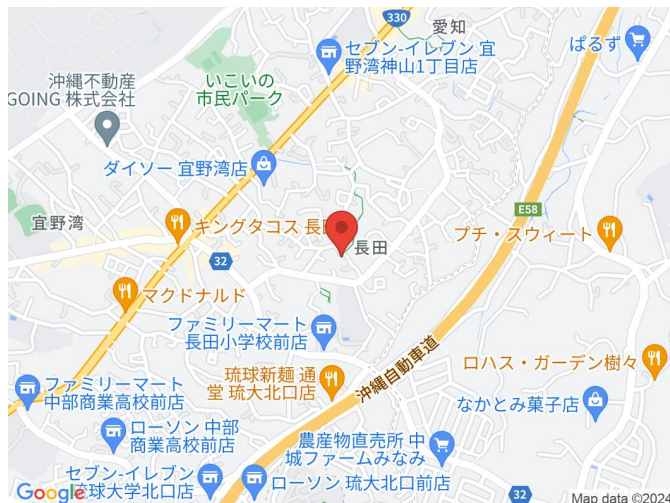 330
愛知
セブン-イレブン 宜
野湾神山1丁目店
ぱるず
沖縄不動産
GOING 株式会社
いこいの
市民パーク
ダイソー 宜野湾店
E58
宜野湾
キングタコス 長
長田
プチ・スウィート
32
マクドナルド
ファミリーマート
長田小学校前店
沖縄自動車道
ロハス・ガーデン樹々
琉球新麺 通
堂 琉大北口店
ファミリーマート
中部商業高校前店
なかとみ菓子店
ローソン 中部
商業高校前店
農産物直売所 中
城ファームみなみ
セブン-イレブン
琉球大学北口店
ローソン 琉大北口前店
32
Google
Map data ©2024